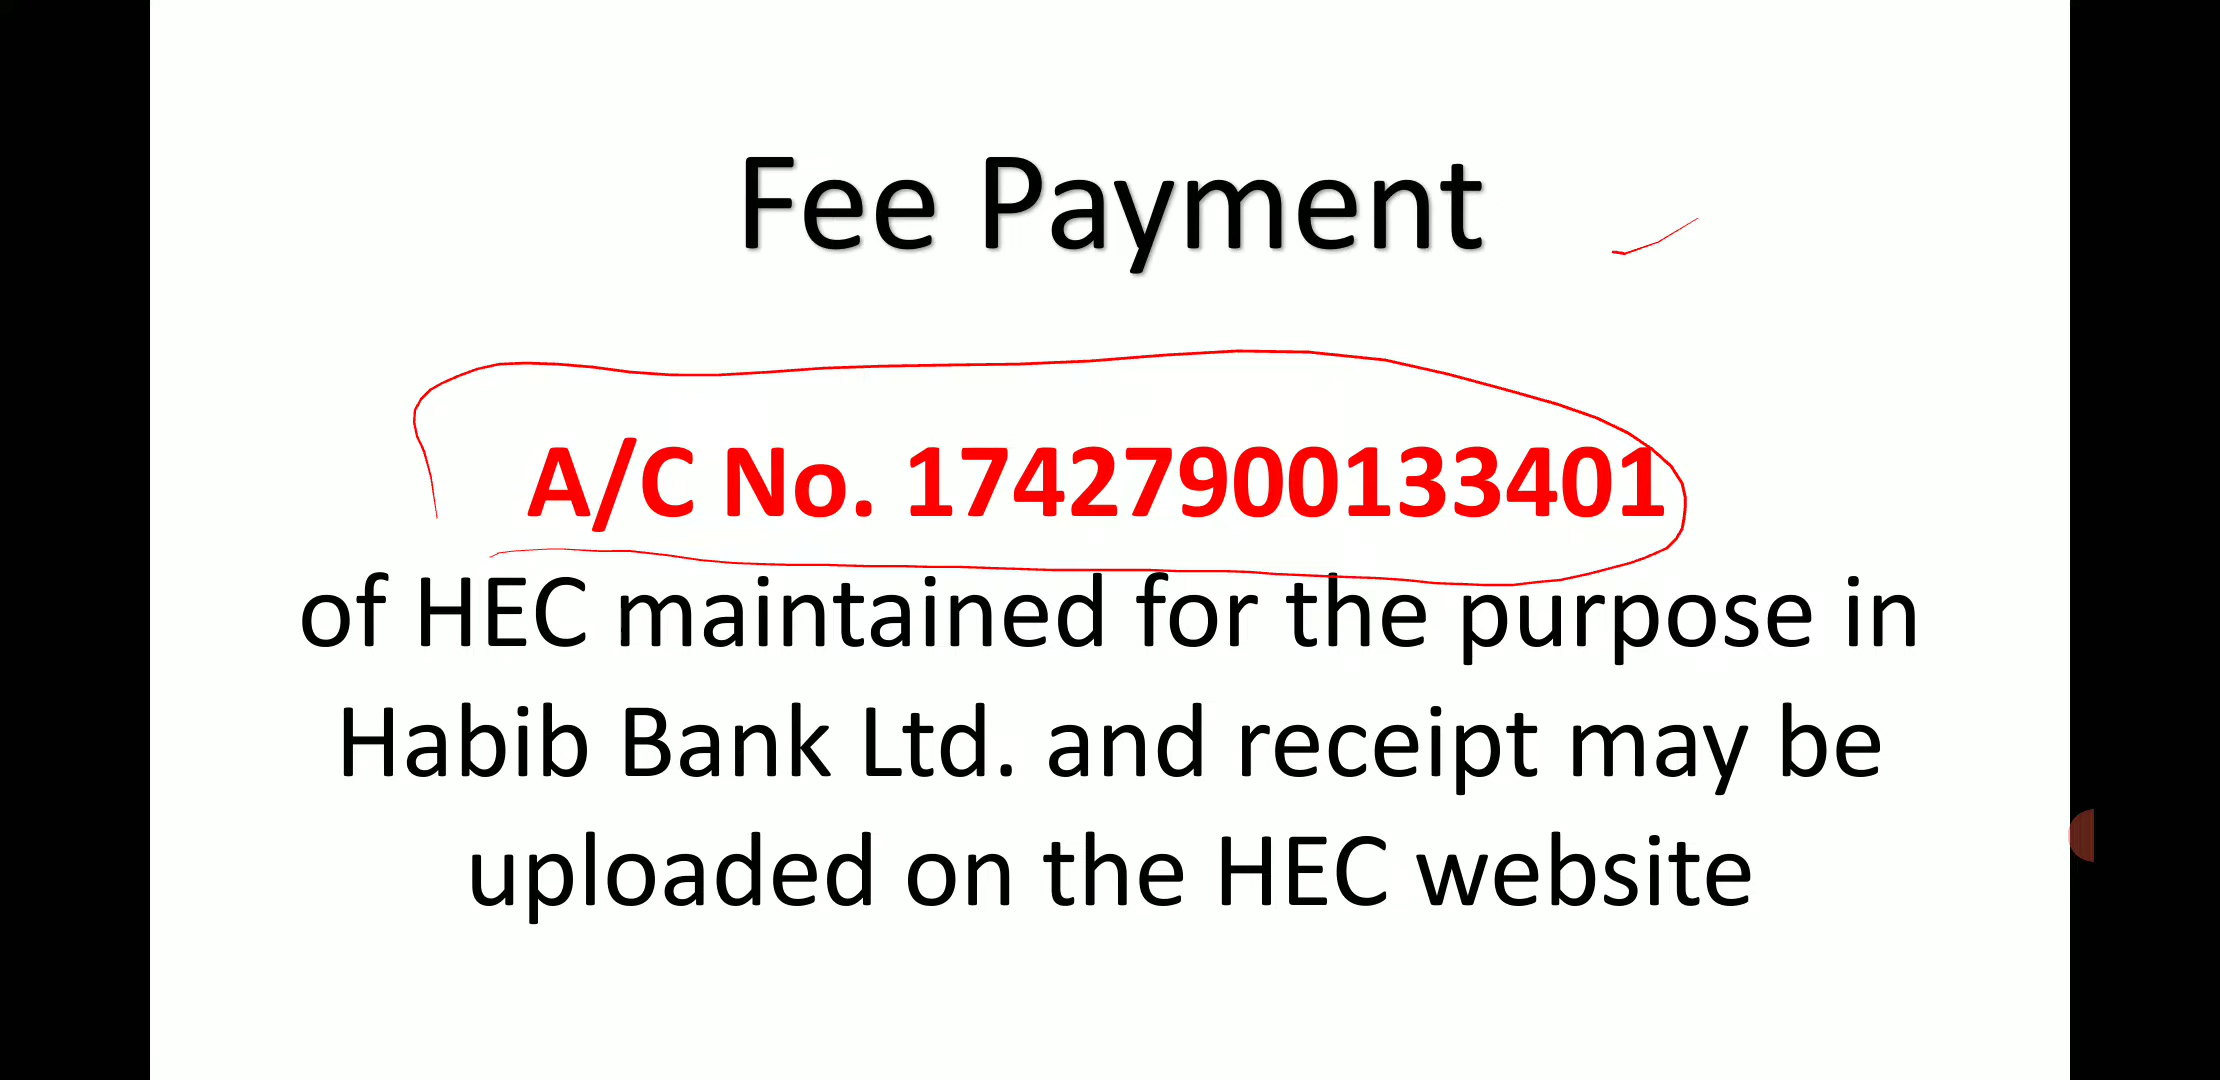 Fee Payment
A/C No. 17427900133401
of HEC maintained for the purpose in
Habib Bank Ltd. and receipt may be
uploaded on the HEC website